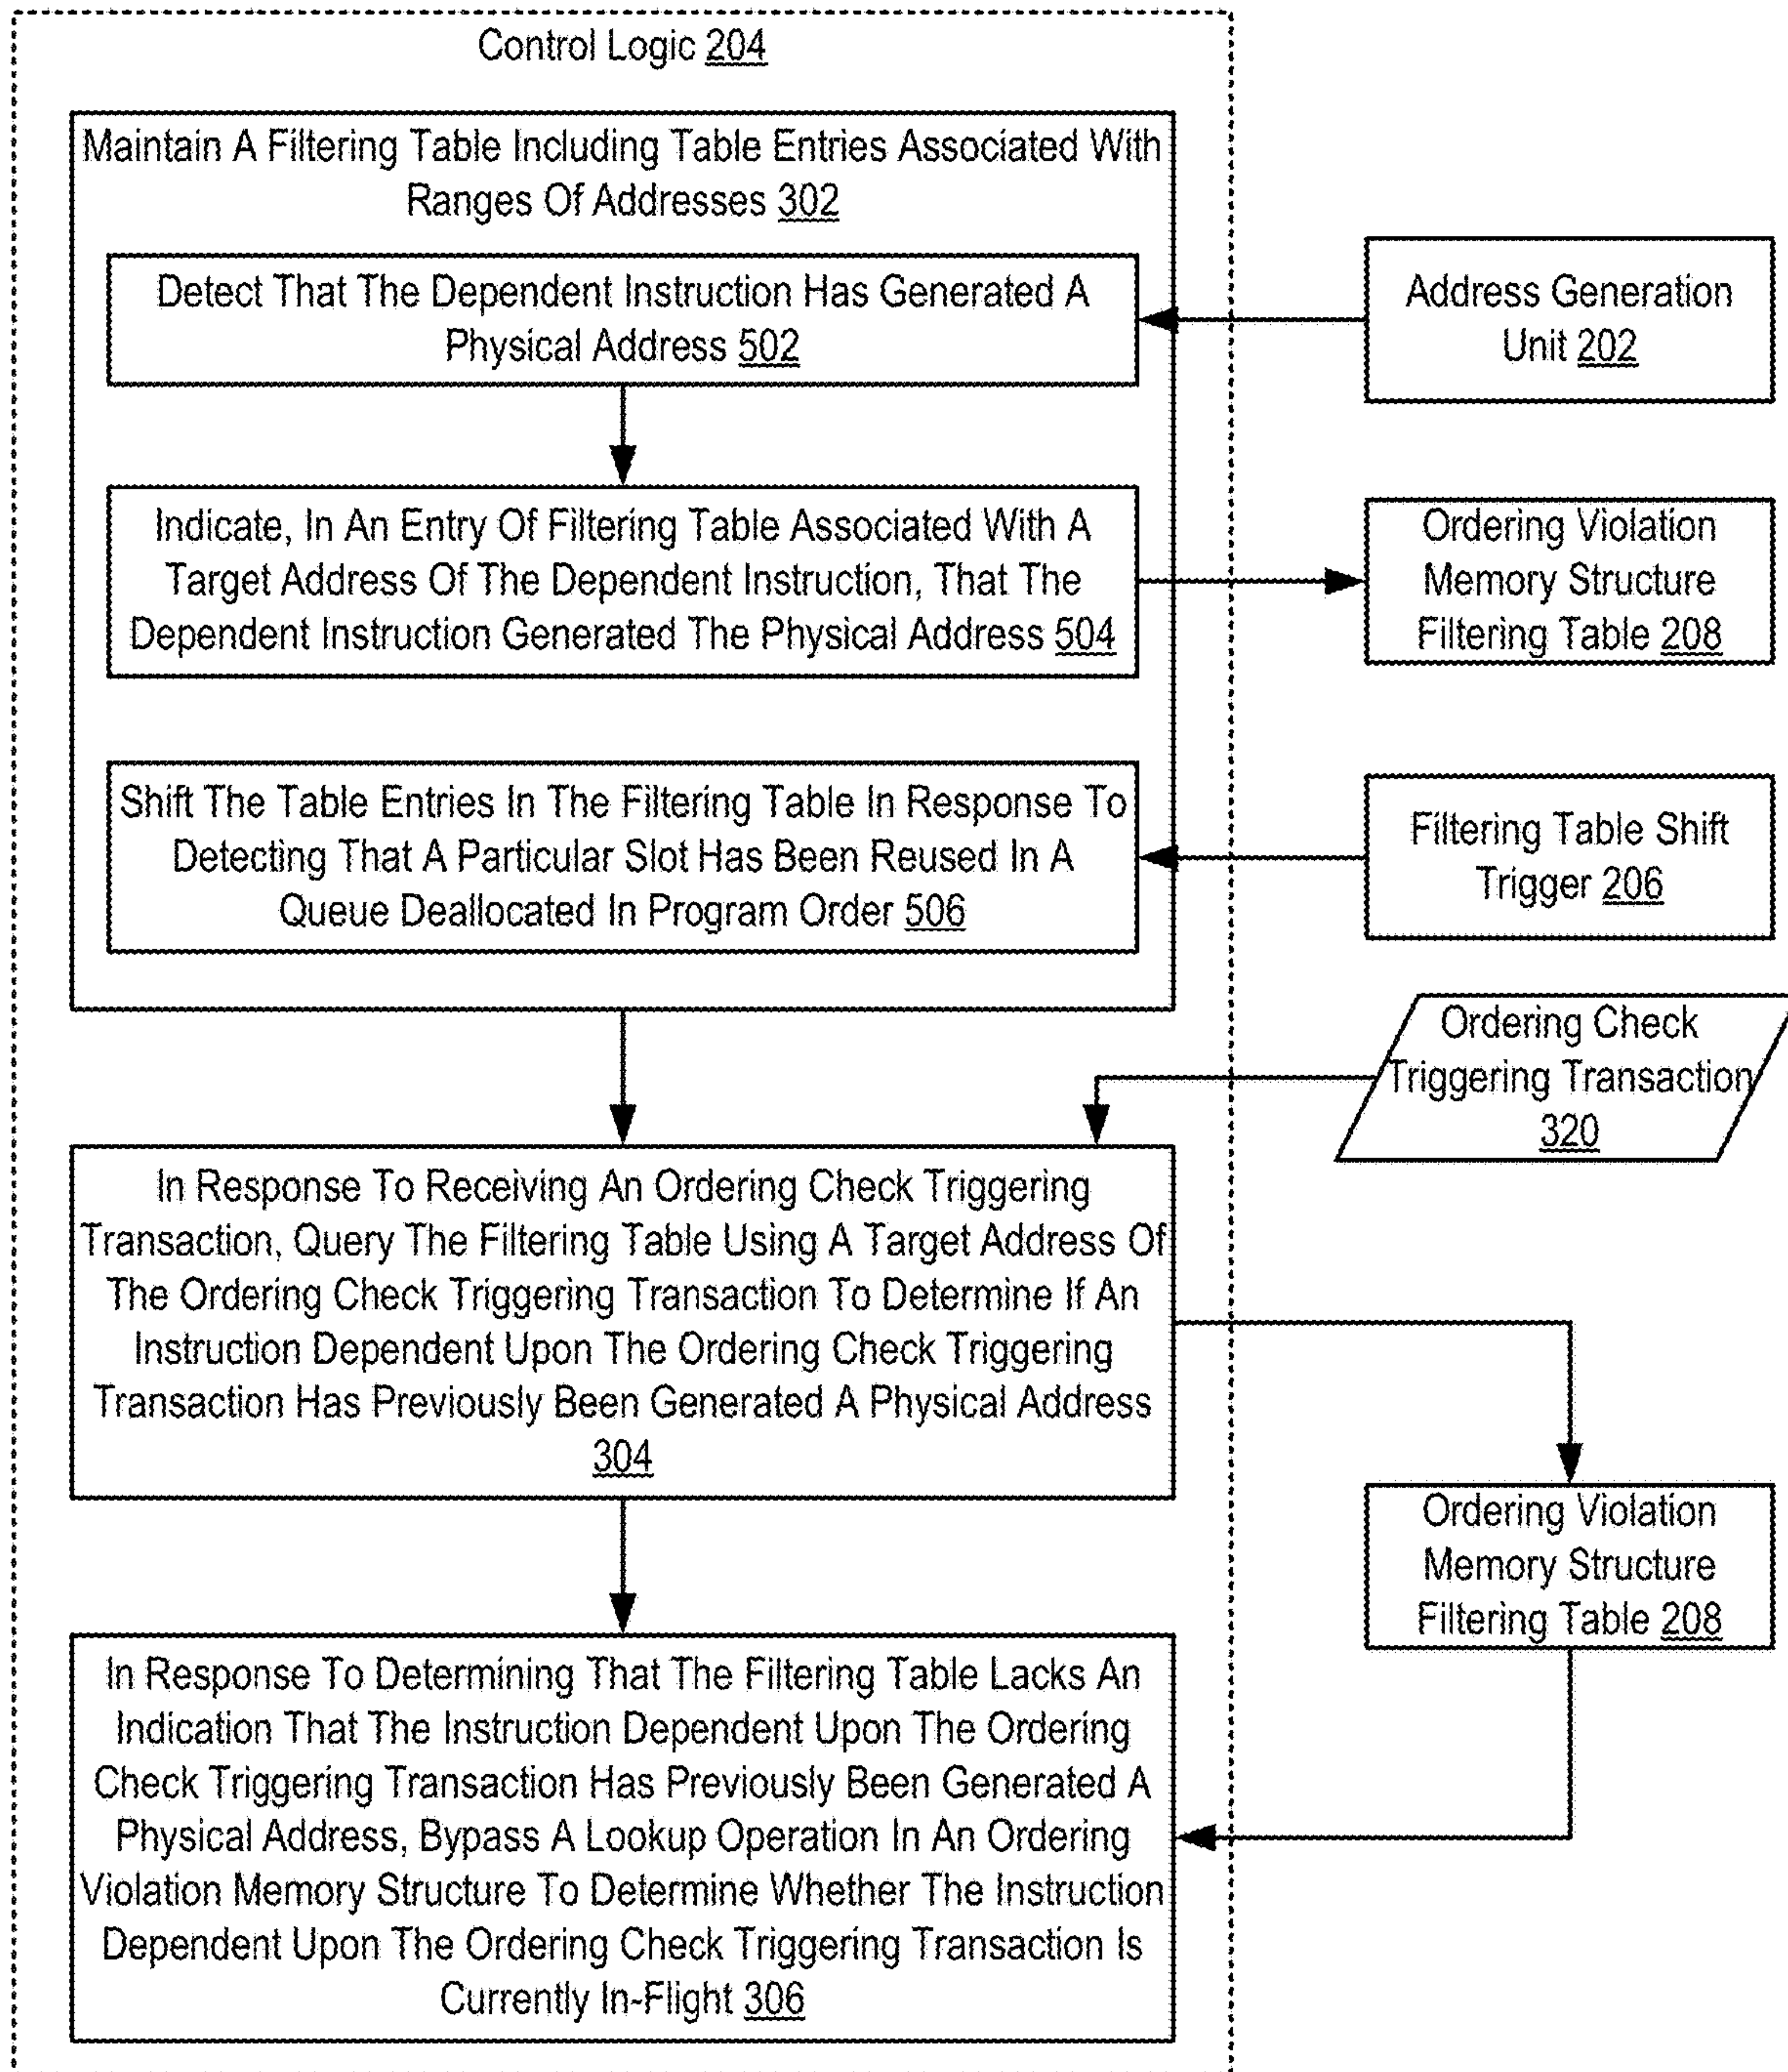 Control Logic 204
Maintain A Filtering Table Including Table Entries Associated With
Ranges Of Addresses 302
Detect That The Dependent Instruction Has Generated A
Physical Address 502
Address Generation
Unit 202
Indicate, In An Entry Of Filtering Table Associated With A
Target Address Of The Dependent Instruction, That The
Dependent Instruction Generated The Physical Address 504
Ordering Violation
Memory Structure
Filtering Table 208
Shift The Table Entries In The Filtering Table In Response To
Detecting That A Particular Slot Has Been Reused In A
Queue Deallocated In Program Order 506
Filtering Table Shift
Trigger 206
Ordering Check
Triggering Transaction
320
In Response To Receiving An Ordering Check Triggering
Transaction, Query The Filtering Table Using A Target Address Of
The Ordering Check Triggering Transaction To Determine If An
Instruction Dependent Upon The Ordering Check Triggering
Transaction Has Previously Been Generated A Physical Address
304
Ordering Violation
Memory Structure
Filtering Table 208
In Response To Determining That The Filtering Table Lacks An
Indication That The Instruction Dependent Upon The Ordering
Check Triggering Transaction Has Previously Been Generated A
Physical Address, Bypass A Lookup Operation In An Ordering
Violation Memory Structure To Determine Whether The Instruction
Dependent Upon The Ordering Check Triggering Transaction Is
Currently In-Flight 306